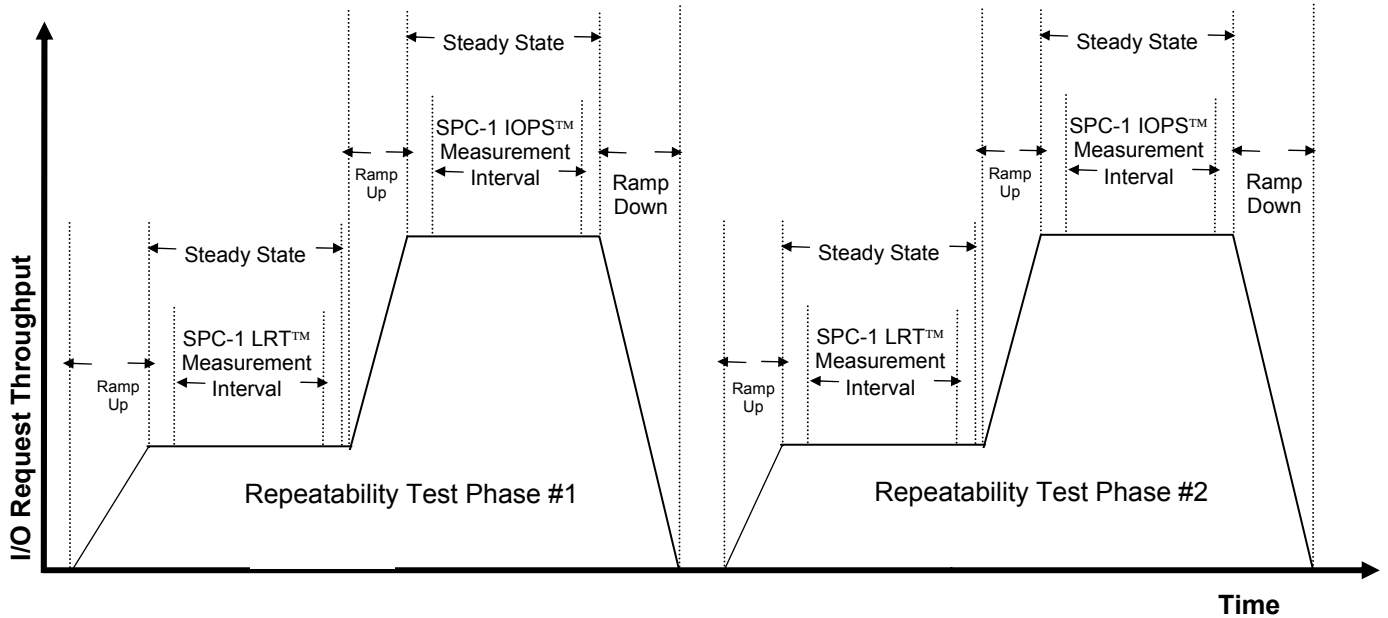 I/O Request Throughput
Steady State
SPC-1 IOPS™
Measurement
Interval
Ramp
Up
Ramp
Down
Steady State
SPC-1 LRT™
Measurement
Interval
Ramp
Up
Repeatability Test Phase #1
Steady State
SPC-1 IOPS™
Measurement
Interval
Ramp
Up
Ramp
Down
Steady State
SPC-1 LRT™
Measurement
Interval
Ramp
Up
Repeatability Test Phase #2
Time